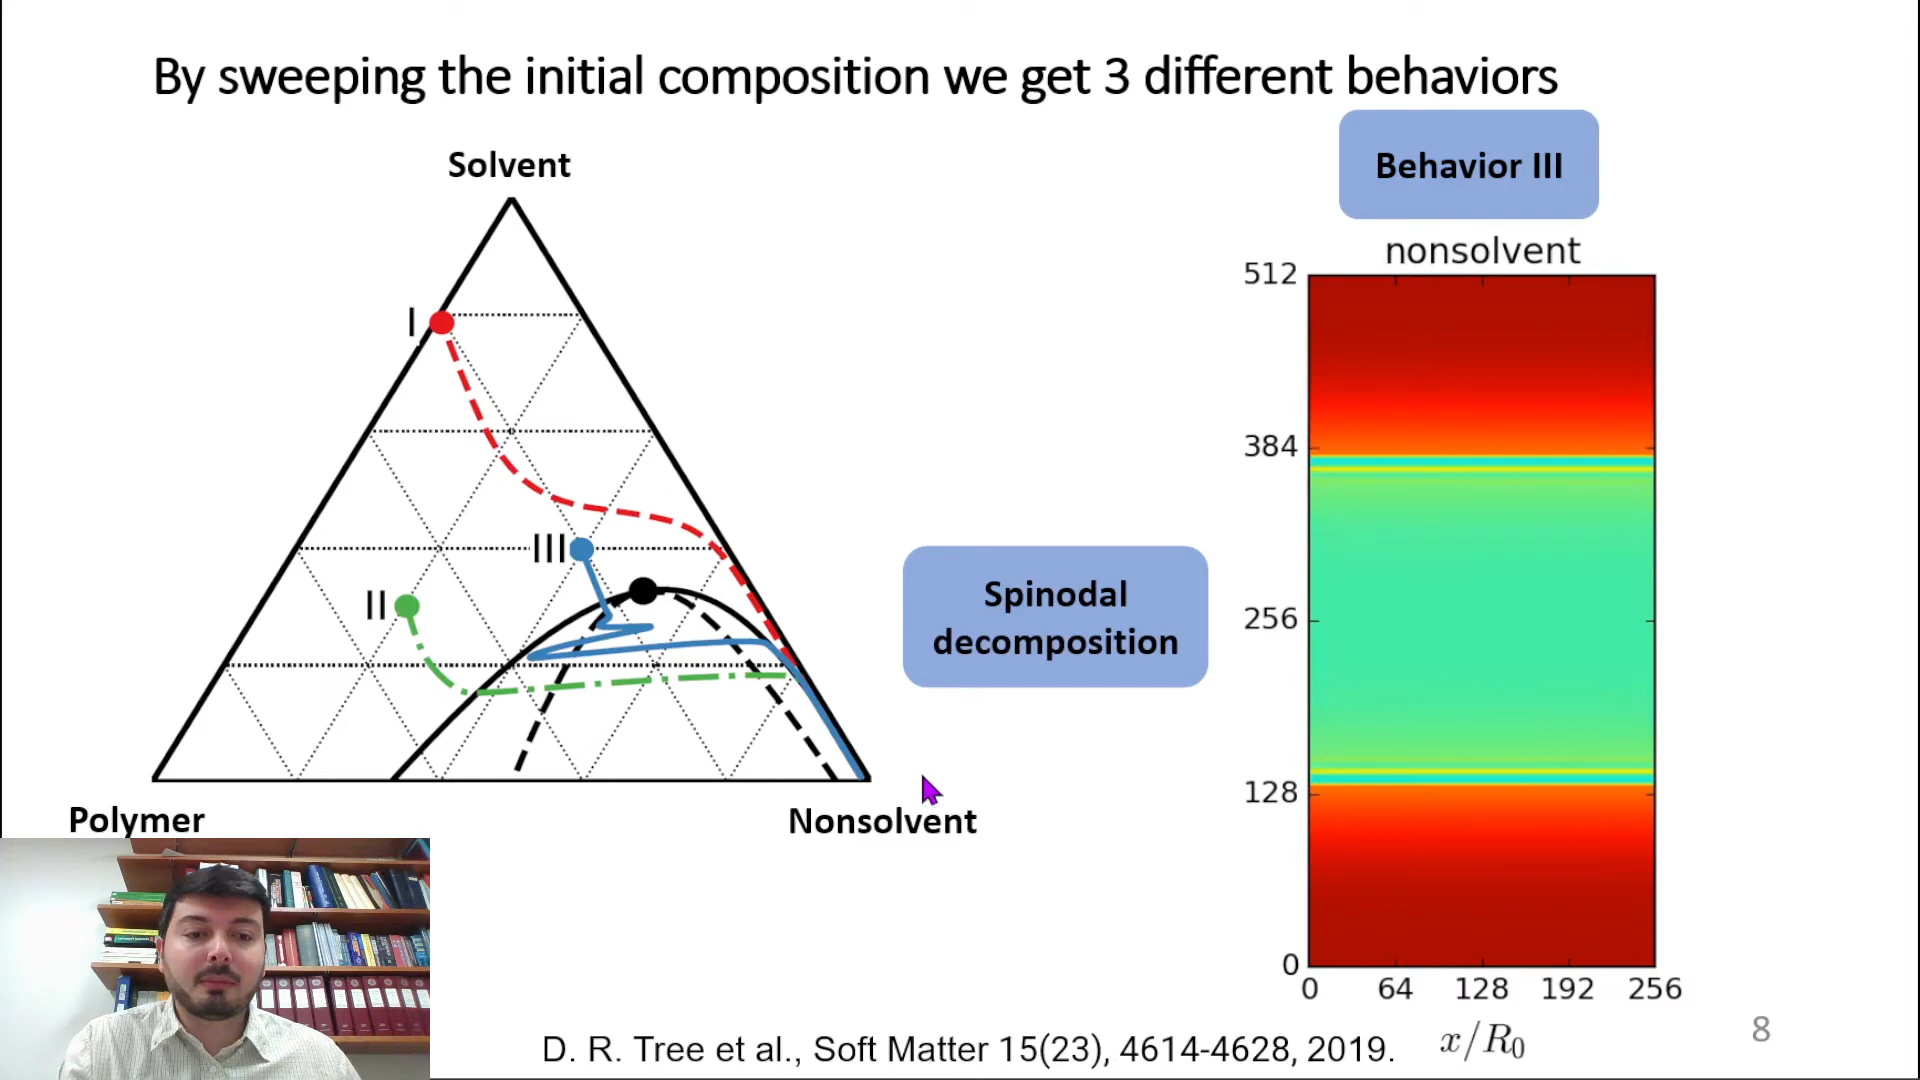 By sweeping the initial composition we get 3 different behaviors
Solvent
I
III
II
Polymer
Nonsolvent
Spinodal
decomposition
Behavior III
nonsolvent
512
384
256
128
0
0 64 128 192 256
x/R₀
D. R. Tree et al., Soft Matter 15(23), 4614-4628, 2019.
8